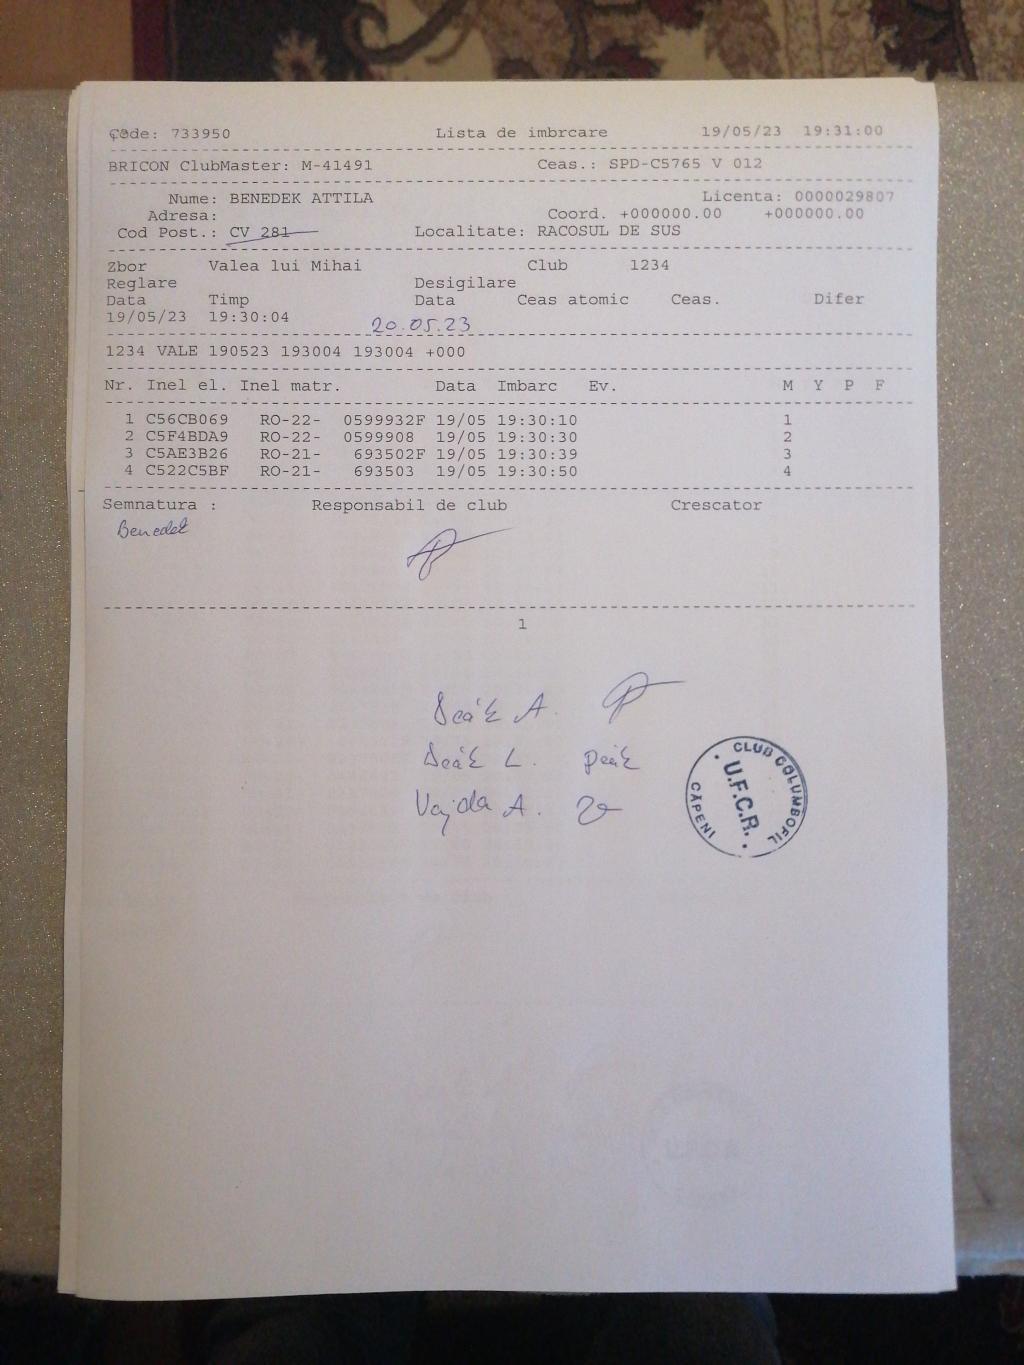 Code: 733950 Lista de imbrcare 19/05/23 19:31:00
BRICON ClubMaster: M-41491 Ceas.: SPD-C5765 V 012
Nume: BENEDEK ATTILA Licenta: 0000029807
Adresa: Coord. +000000.00 +000000.00
Cod Post.: CV 281 Localitate: RACOSUL DE SUS
Zbor Valea lui Mihai Club 1234
Reglare Desigilare
Data Timp Data Ceas atomic Ceas. Difer
19/05/23 19:30:04 20.05.23
1234 VALE 190523 193004 193004 +000
Nr. Inel el. Inel matr. Data Imbarc Ev. M Y P F
1 C56CB069 RO-22- 0599932F 19/05 19:30:10 1
2 C5F4BDA9 RO-22- 0599908 19/05 19:30:30 2
3 C5AE3B26 RO-21- 693502F 19/05 19:30:39 3
4 C522C5BF RO-21- 693503 19/05 19:30:50 4
Semnatura : Responsabil de club Crescator
Benedek
1
Deák A.
Deák L. Deák
Vajda A.
CLUB COLUMBOFIL
U.F.C.R.
CĂPENI